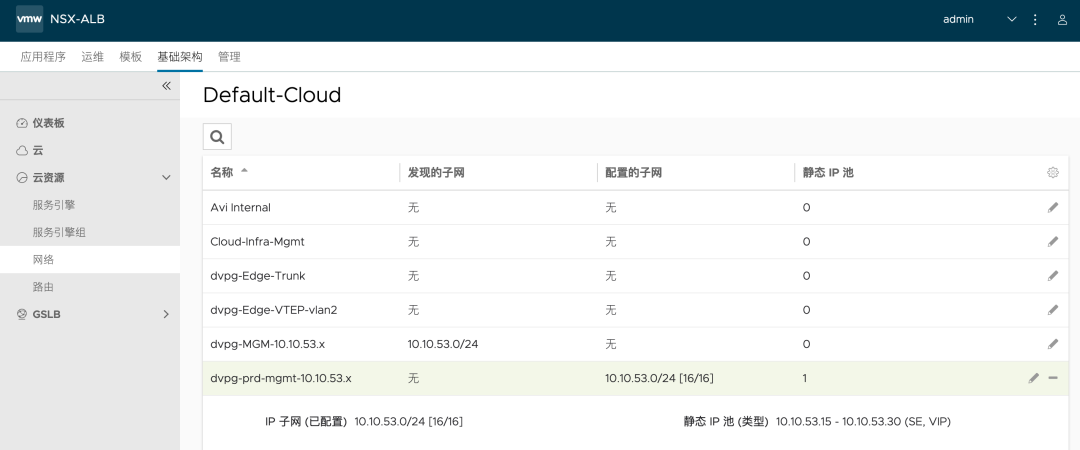 vmw NSX-ALB admin
应用程序 运维 模板 基础架构 管理
Default-Cloud
仪表板
云
云资源
服务引擎
服务引擎组
网络
路由
GSLB
名称 发现的子网 配置的子网 静态 IP 池
Avi Internal 无 无 0
Cloud-Infra-Mgmt 无 无 0
dvpg-Edge-Trunk 无 无 0
dvpg-Edge-VTEP-vlan2 无 无 0
dvpg-MGM-10.10.53.x 10.10.53.0/24 无 0
dvpg-prd-mgmt-10.10.53.x 无 10.10.53.0/24 [16/16] 1
IP 子网 (已配置) 10.10.53.0/24 [16/16] 静态 IP 池 (类型) 10.10.53.15 - 10.10.53.30 (SE, VIP)